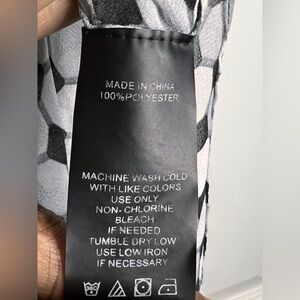 MADE IN CHINA
100%POLYESTER
MACHINE WASH COLD
WITH LIKE COLORS
USE ONLY
NON- CHLORINE
BLEACH
IF NEEDED
TUMBLE DRY LOW
USE LOW IRON
IF NECESSARY